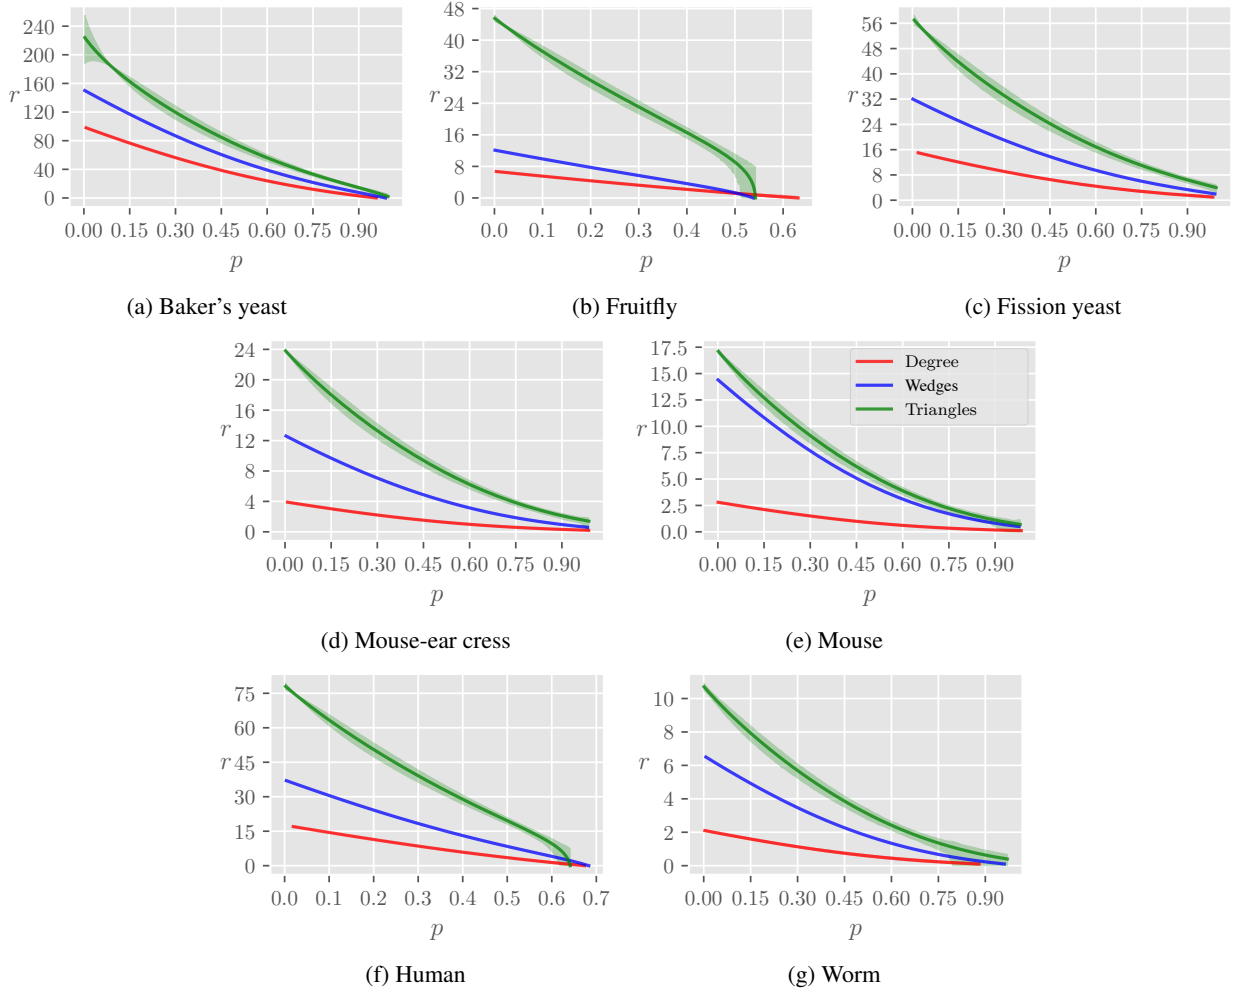 240
200
160
r
120
80
40
0
0.00 0.15 0.30 0.45 0.60 0.75 0.90
p
(a) Baker's yeast
48
40
32
r
24
16
8
0
0.0 0.1 0.2 0.3 0.4 0.5 0.6
p
(b) Fruitfly
56
48
40
r 32
24
16
8
0
0.00 0.15 0.30 0.45 0.60 0.75 0.90
p
(c) Fission yeast
24
20
16
r
12
8
4
0
0.00 0.15 0.30 0.45 0.60 0.75 0.90
p
(d) Mouse-ear cress
17.5
15.0
12.5
r 10.0
7.5
5.0
2.5
0.0
Degree
Wedges
Triangles
0.00 0.15 0.30 0.45 0.60 0.75 0.90
p
(e) Mouse
75
60
r 45
30
15
0
0.0 0.1 0.2 0.3 0.4 0.5 0.6 0.7
p
(f) Human
10
8
r
6
4
2
0
0.00 0.15 0.30 0.45 0.60 0.75 0.90
p
(g) Worm